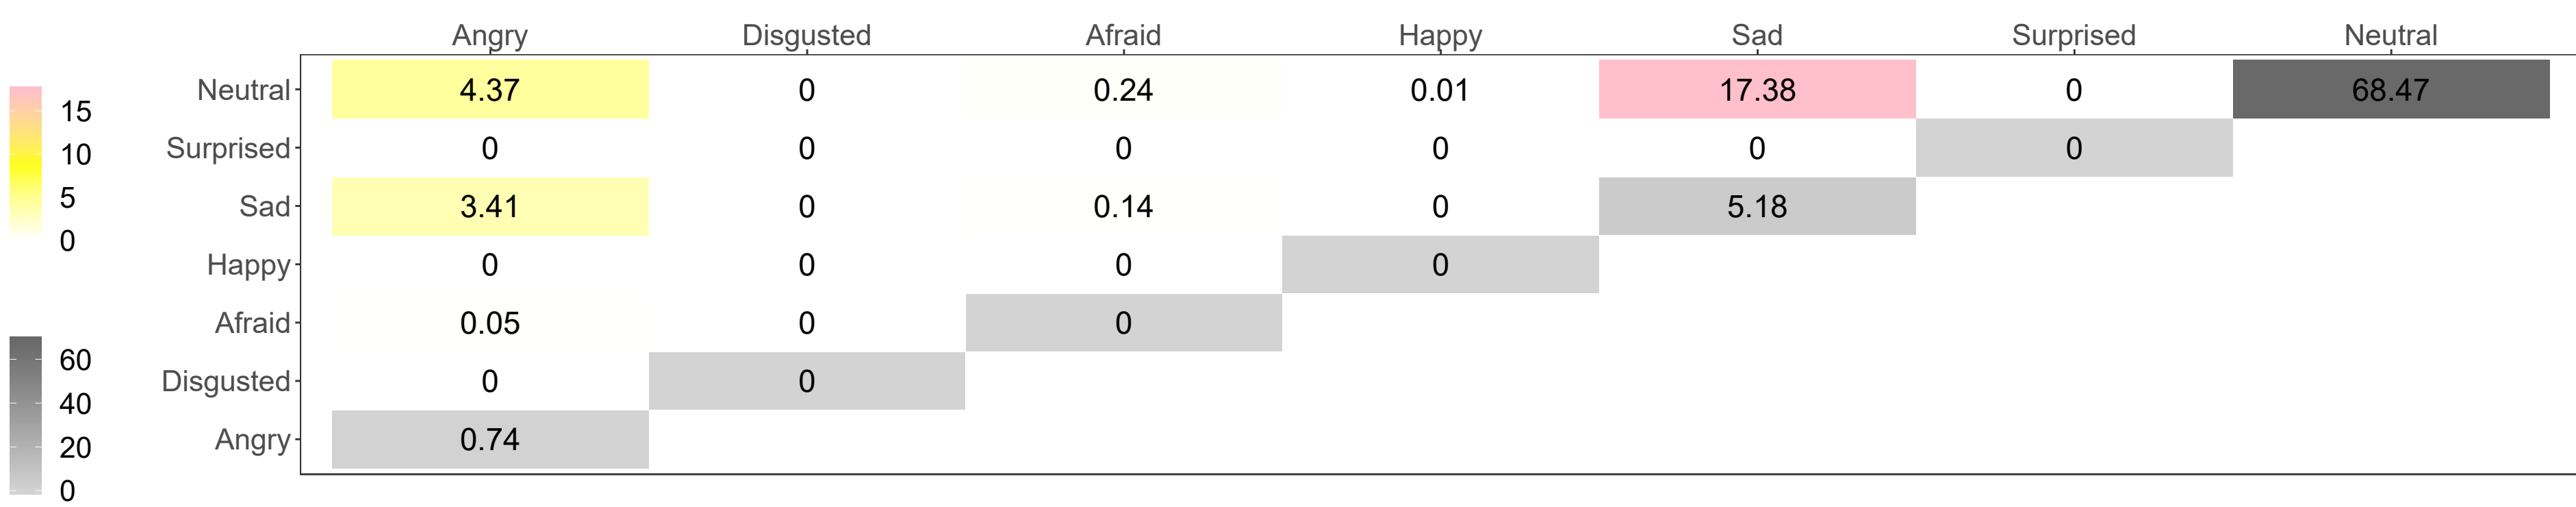 Angry Disgusted Afraid Happy Sad Surprised Neutral
Neutral 4.37 0 0.24 0.01 17.38 0 68.47
Surprised 0 0 0 0 0 0
Sad 3.41 0 0.14 0 5.18
Happy 0 0 0 0
Afraid 0.05 0 0
Disgusted 0 0
Angry 0.74
15
10
5
0
60
40
20
0